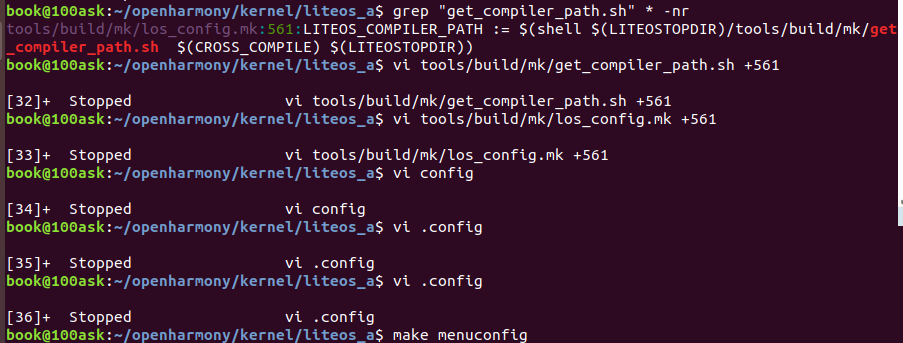 book@100ask:~/openharmony/kernel/liteos_a$ grep "get_compiler_path.sh" * -nr
tools/build/mk/los_config.mk:561:LITEOS_COMPILER_PATH := $(shell $(LITEOSTOPDIR)/tools/build/mk/get
_compiler_path.sh  $(CROSS_COMPILE) $(LITEOSTOPDIR))
book@100ask:~/openharmony/kernel/liteos_a$ vi tools/build/mk/get_compiler_path.sh +561
[32]+  Stopped                 vi tools/build/mk/get_compiler_path.sh +561
book@100ask:~/openharmony/kernel/liteos_a$ vi tools/build/mk/los_config.mk +561
[33]+  Stopped                 vi tools/build/mk/los_config.mk +561
book@100ask:~/openharmony/kernel/liteos_a$ vi config
[34]+  Stopped                 vi config
book@100ask:~/openharmony/kernel/liteos_a$ vi .config
[35]+  Stopped                 vi .config
book@100ask:~/openharmony/kernel/liteos_a$ vi .config
[36]+  Stopped                 vi .config
book@100ask:~/openharmony/kernel/liteos_a$ make menuconfig